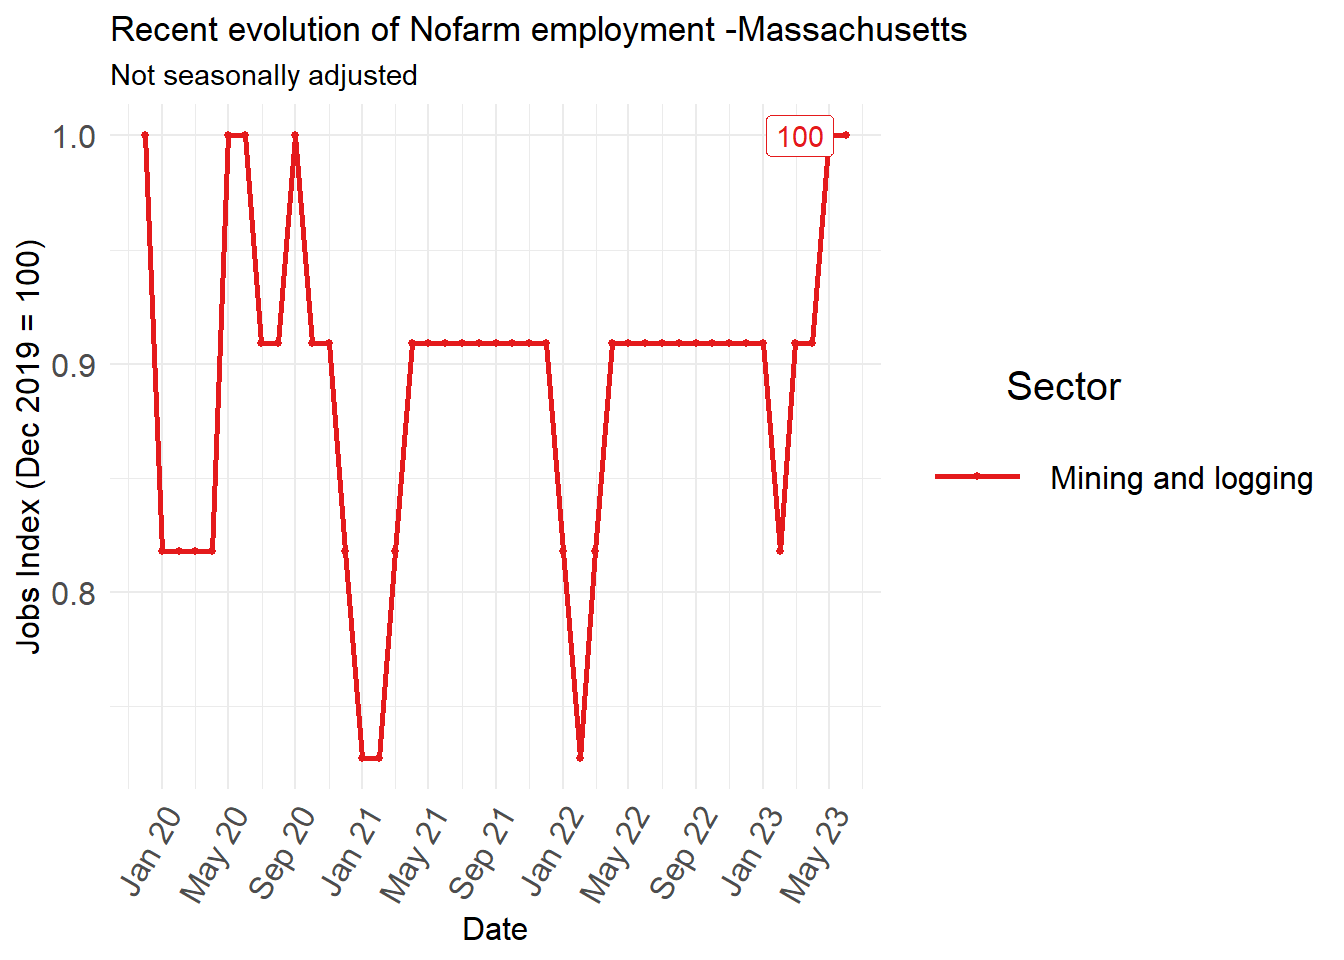 Recent evolution of Nofarm employment -Massachusetts
Not seasonally adjusted
Jobs Index (Dec 2019 = 100)
1.0
0.9
0.8
100
Sector
Mining and logging
Jan 20
May 20
Sep 20
Jan 21
May 21
Sep 21
Jan 22
May 22
Sep 22
Jan 23
May 23
Date